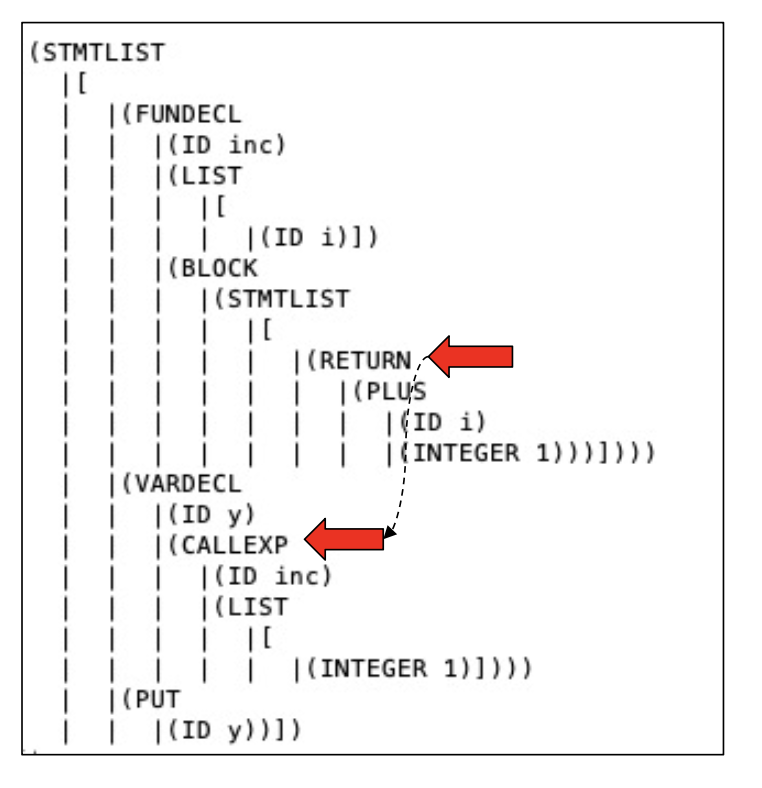 (STMTLIST
  |[
  |  |(FUNDECL
  |  |  |(ID inc)
  |  |  |(LIST
  |  |  |  |[
  |  |  |  |  |(ID i)])
  |  |  |(BLOCK
  |  |  |  |(STMTLIST
  |  |  |  |  |[
  |  |  |  |  |  |(RETURN
  |  |  |  |  |  |  |(PLUS
  |  |  |  |  |  |  |  |(ID i)
  |  |  |  |  |  |  |  |(INTEGER 1)))])))
  |  |(VARDECL
  |  |  |(ID y)
  |  |  |(CALLEXP
  |  |  |  |(ID inc)
  |  |  |  |(LIST
  |  |  |  |  |[
  |  |  |  |  |  |(INTEGER 1)])))
  |  |(PUT
  |  |  |(ID y))])